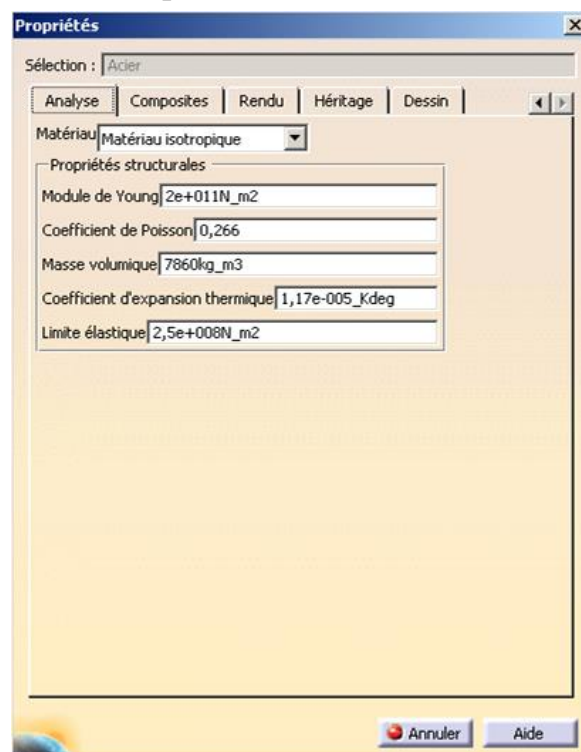 Propriétés
Sélection : Acier
Analyse Composites Rendu Héritage Dessin
Matériau Matériau isotropique
Propriétés structurales
Module de Young 2e+011N_m2
Coefficient de Poisson 0,266
Masse volumique 7860kg_m3
Coefficient d'expansion thermique 1,17e-005_Kdeg
Limite élastique 2,5e+008N_m2
Annuler Aide